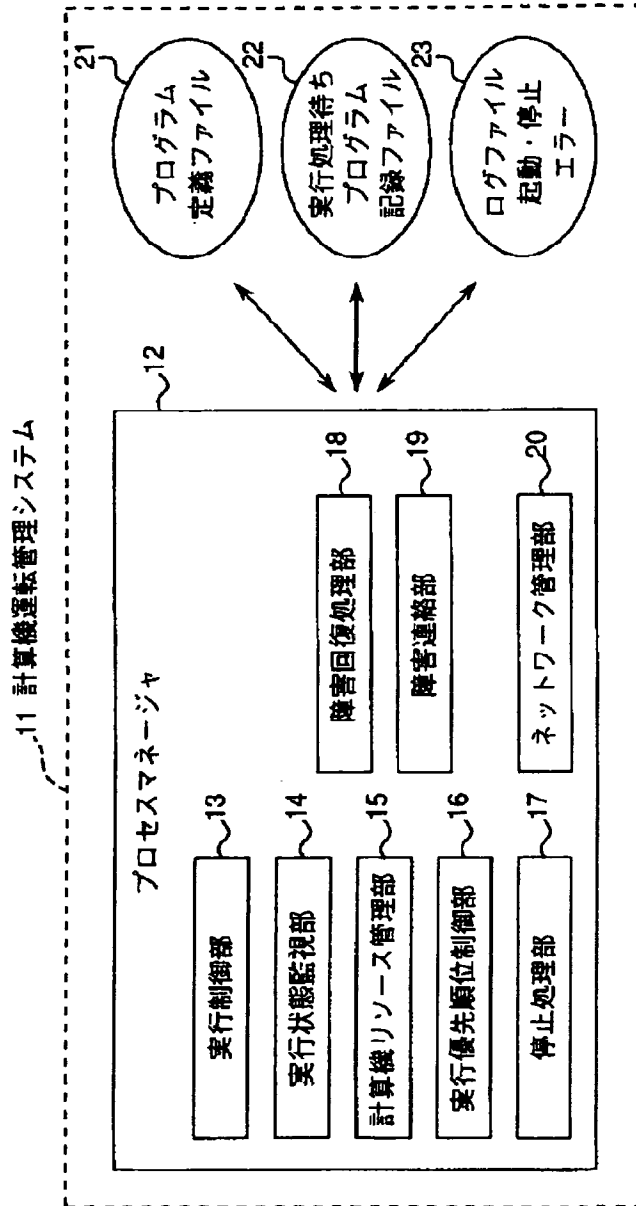 11 計算機運転管理システム
12
プロセスマネージャ
実行制御部
13
実行状態監視部
14
計算機リソース管理部
15
実行優先順位制御部
16
停止処理部
17
障害回復処理部
18
障害連絡部
19
ネットワーク管理部
20
21
プログラム
定義ファイル
22
実行処理待ち
プログラム
記録ファイル
23
ログファイル
起動・停止
エラー